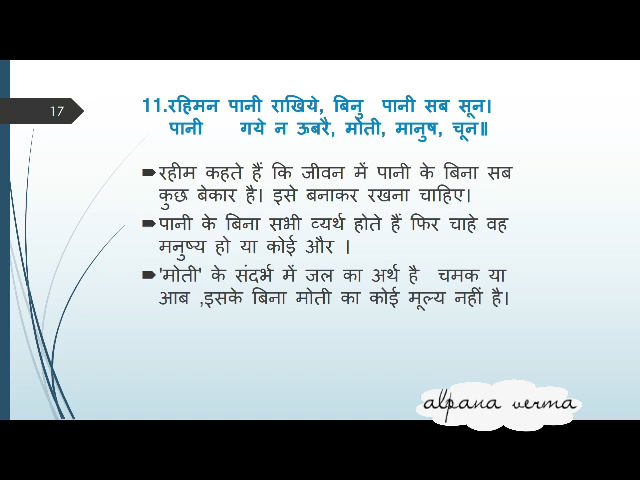 17
11.रहिमन पानी राखिये, बिनु पानी सब सून।
पानी गये न ऊबरै, मोती, मानुष, चून॥
रहीम कहते हैं कि जीवन में पानी के बिना सब
कुछ बेकार है। इसे बनाकर रखना चाहिए।
पानी के बिना सभी व्यर्थ होते हैं फिर चाहे वह
मनुष्य हो या कोई और ।
'मोती' के संदर्भ में जल का अर्थ है चमक या
आब ,इसके बिना मोती का कोई मूल्य नहीं है।
alpana verma